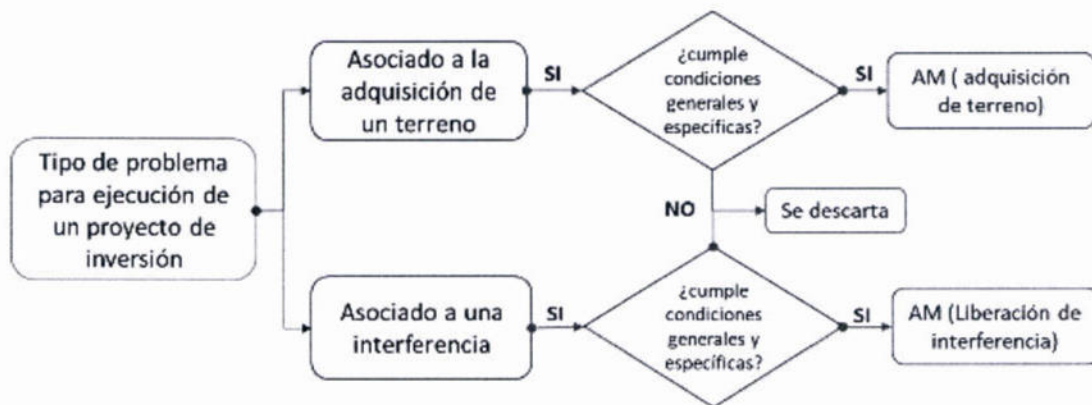 Tipo de problema
para ejecución de
un proyecto de
inversión
Asociado a la
adquisición de
un terreno
SI
¿cumple
condiciones
generales y
específicas?
SI
AM ( adquisición
de terreno)
NO
Se descarta
Asociado a una
interferencia
SI
¿cumple
condiciones
generales y
específicas?
SI
AM (Liberación de
interferencia)